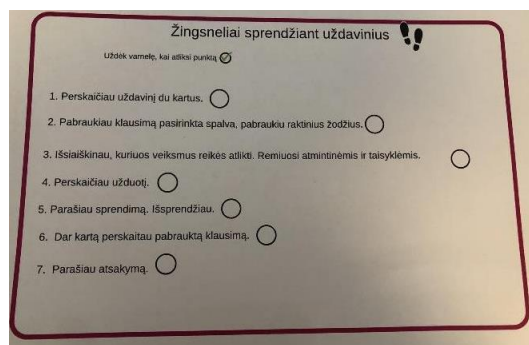 Žingsneliai sprendžiant uždavinius
Uždėk varnelę, kai atliksi punktą
1. Perskaičiau uždavinį du kartus.
2. Pabraukiau klausimą pasirinkta spalva, pabraukiu raktinius žodžius.
3. Išsiaiškinau, kuriuos veiksmus reikės atlikti. Remiuosi atmintinėmis ir taisyklėmis.
4. Perskaičiau užduotį.
5. Parašiau sprendimą. Išsprendžiau.
6. Dar kartą perskaitau pabrauktą klausimą.
7. Parašiau atsakymą.